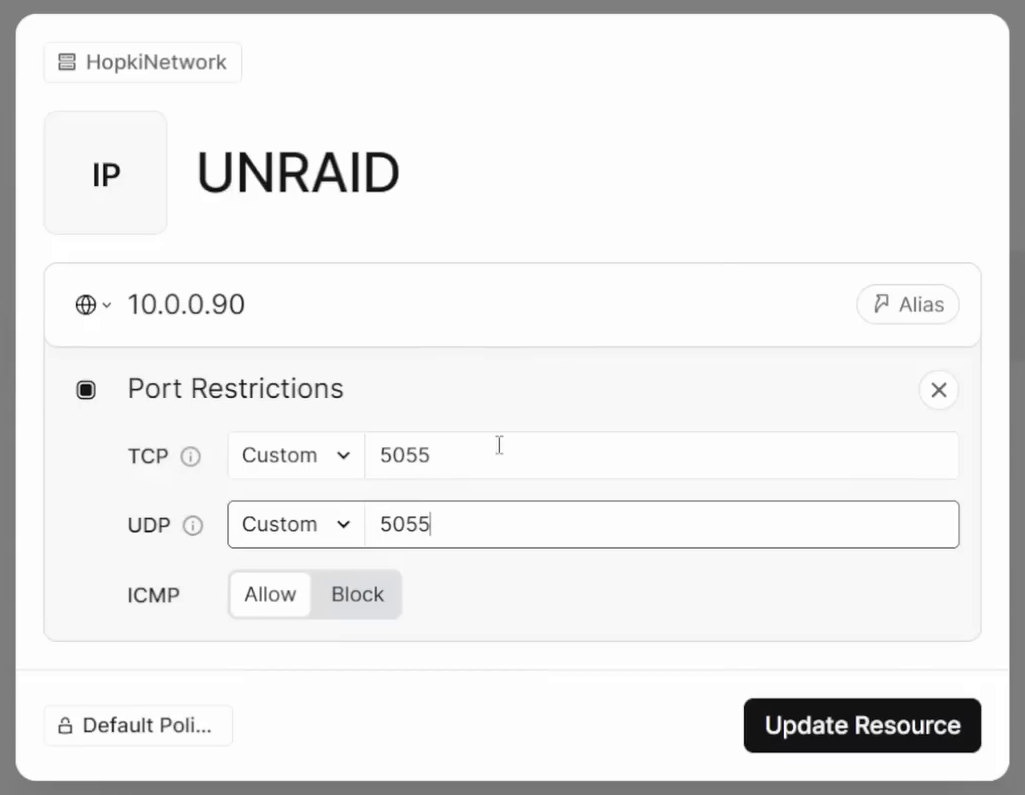 HopkiNetwork
IP
UNRAID
10.0.0.90
Alias
Port Restrictions
TCP Custom 5055
UDP Custom 5055
ICMP Allow Block
Default Poli...
Update Resource